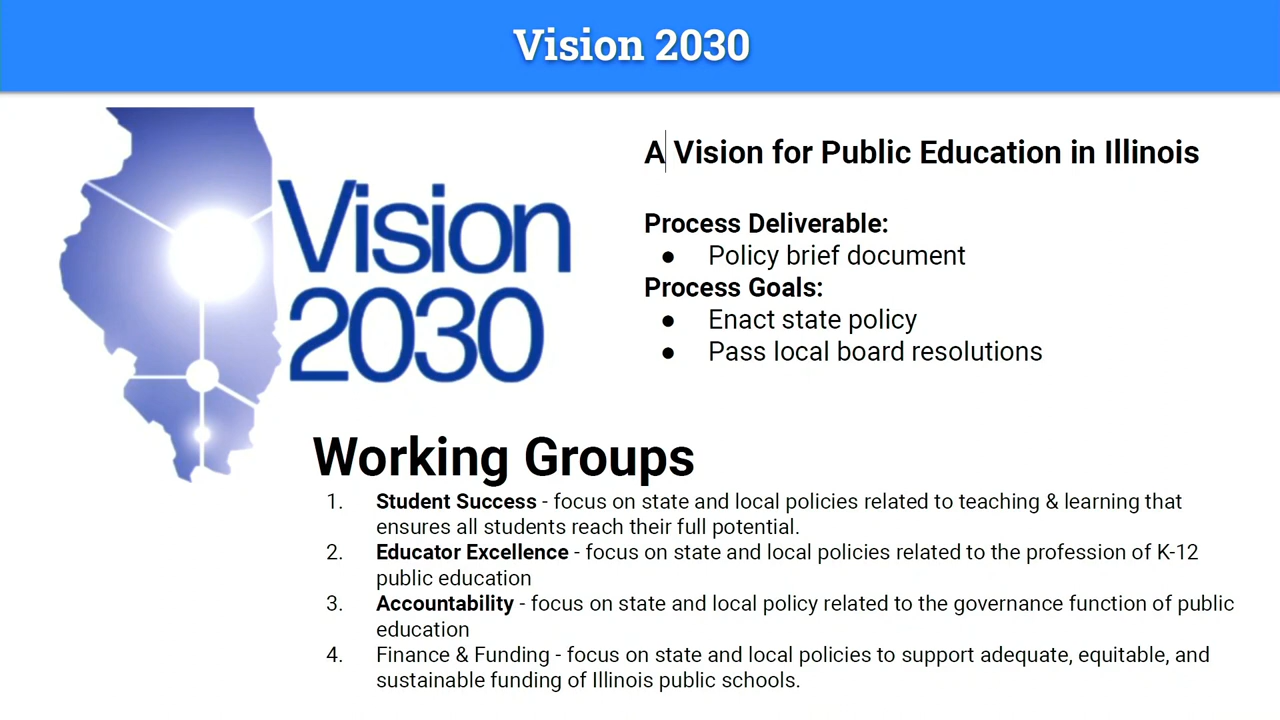 Vision 2030
Vision
2030
A Vision for Public Education in Illinois
Process Deliverable:
● Policy brief document
Process Goals:
● Enact state policy
● Pass local board resolutions
Working Groups
1. Student Success - focus on state and local policies related to teaching & learning that
ensures all students reach their full potential.
2. Educator Excellence - focus on state and local policies related to the profession of K-12
public education
3. Accountability - focus on state and local policy related to the governance function of public
education
4. Finance & Funding - focus on state and local policies to support adequate, equitable, and
sustainable funding of Illinois public schools.